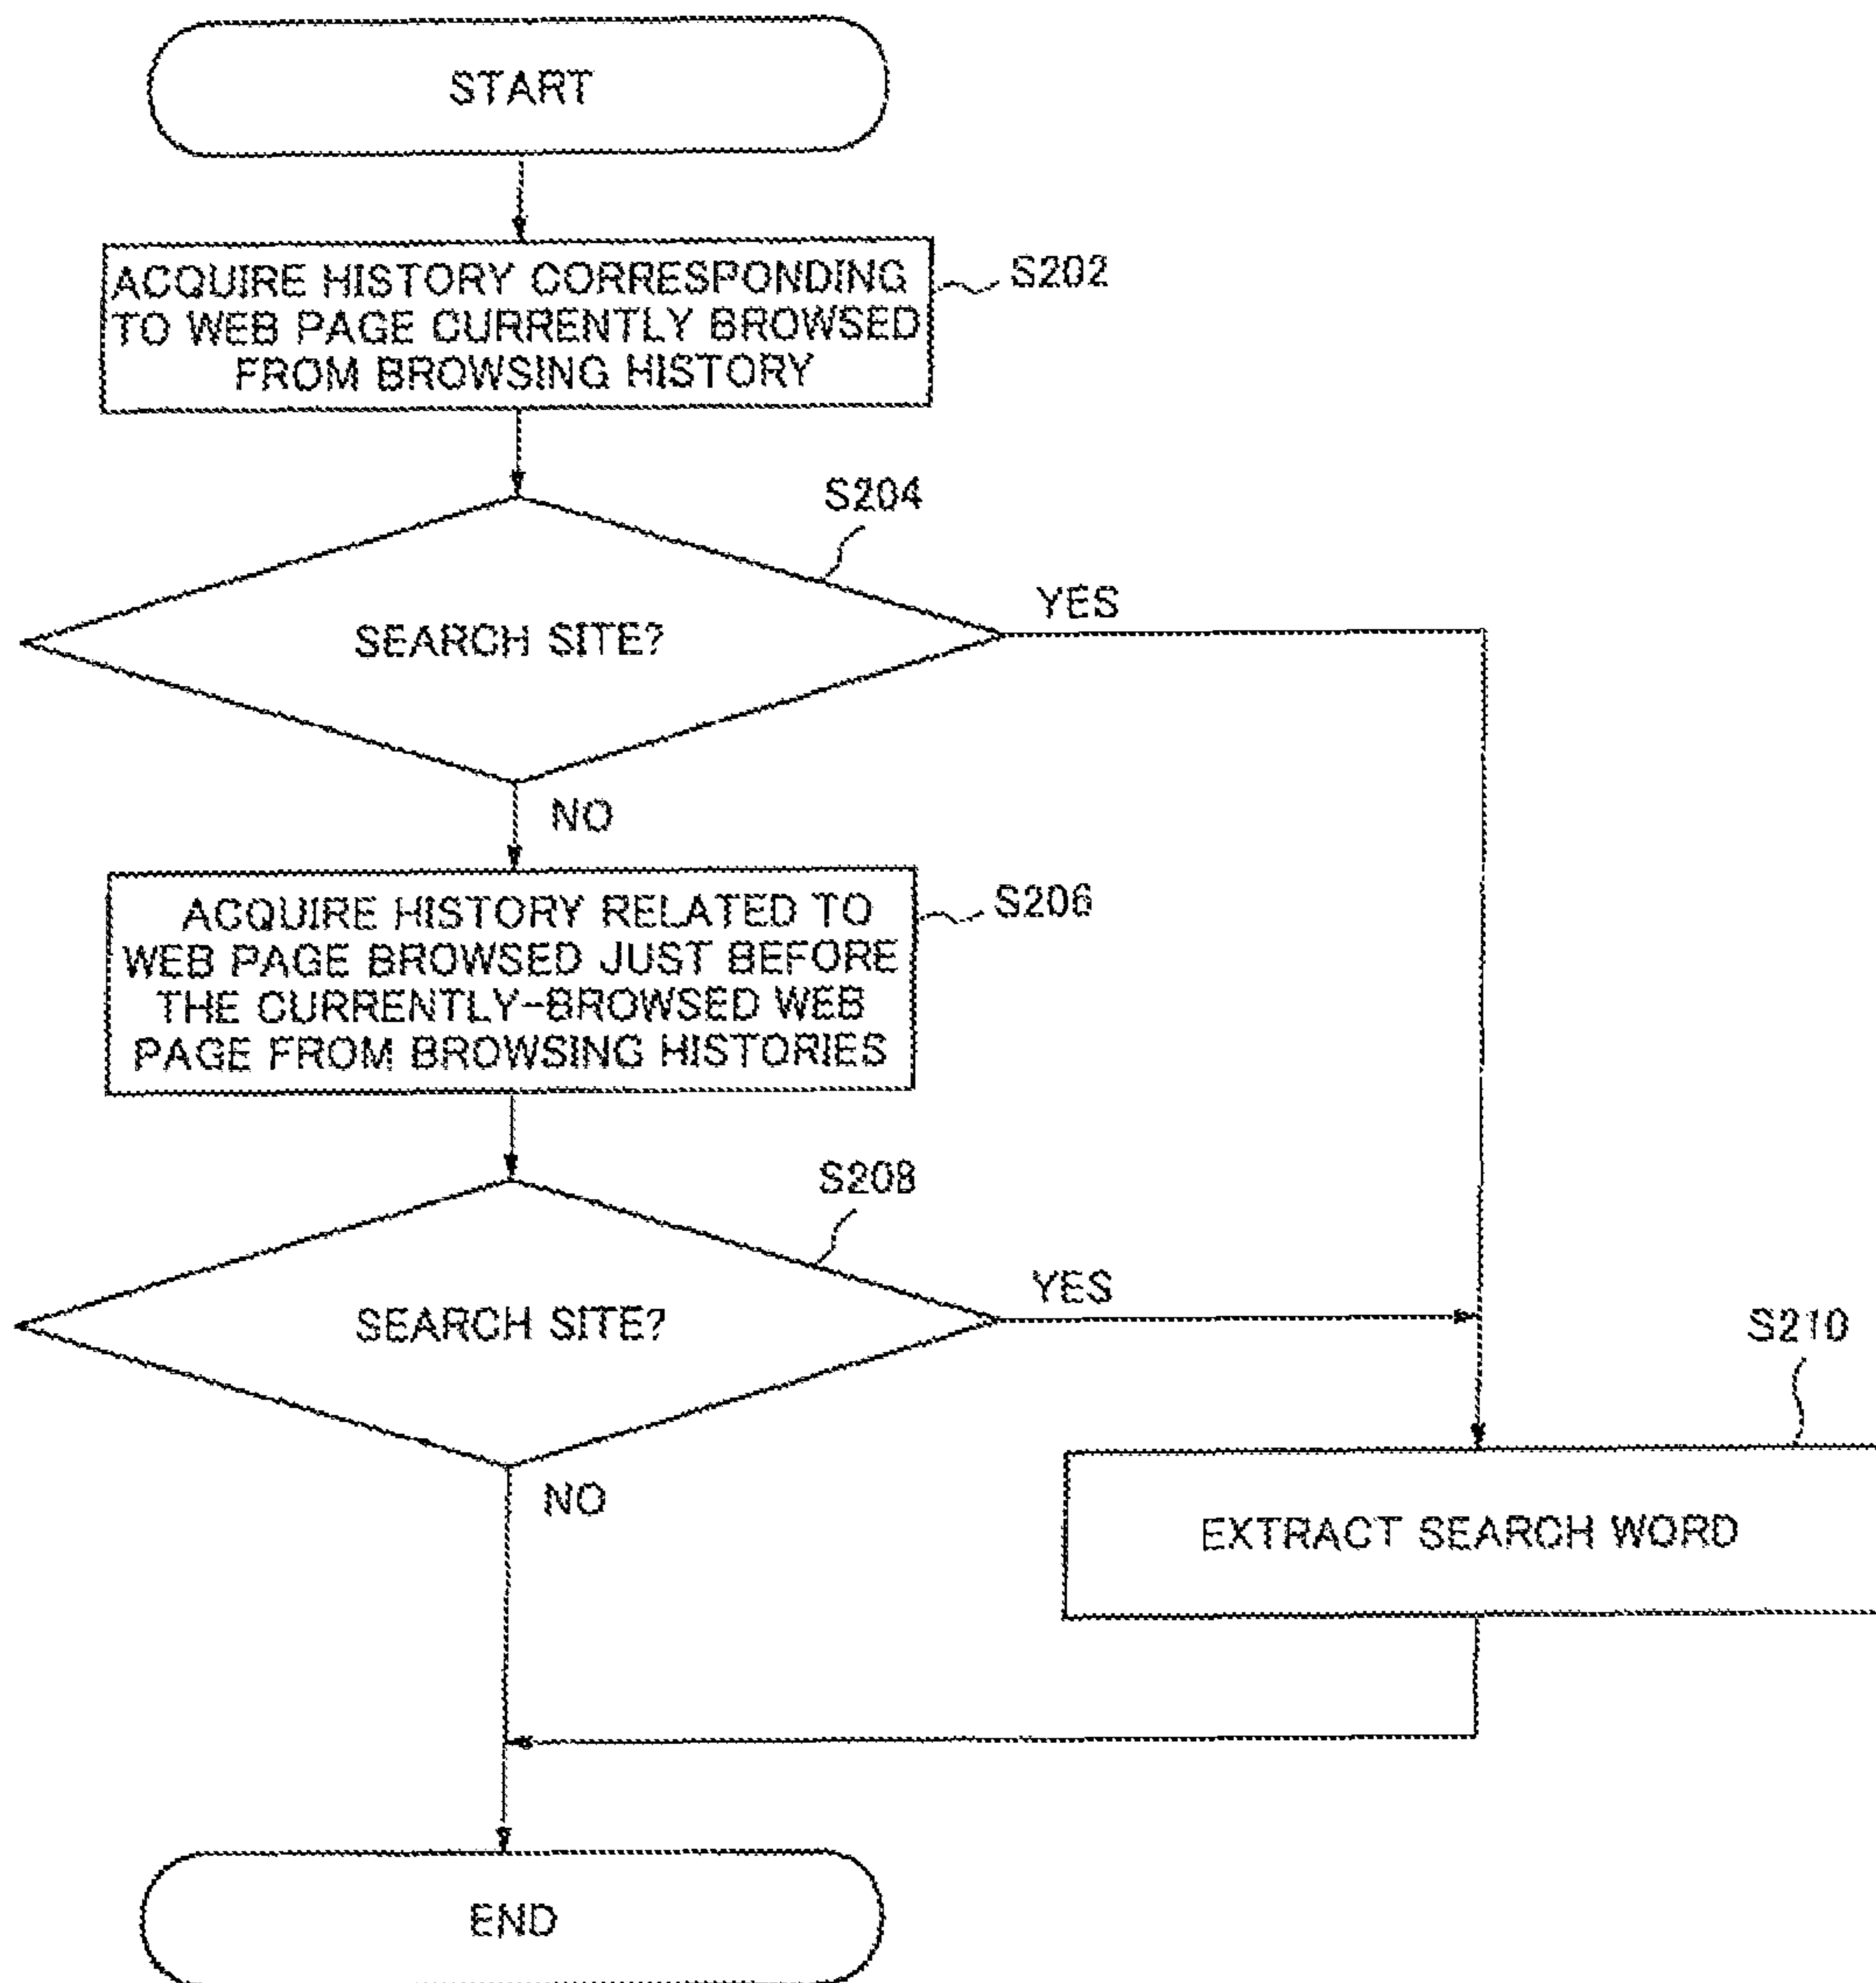 START
ACQUIRE HISTORY CORRESPONDING
TO WEB PAGE CURRENTLY BROWSED
FROM BROWSING HISTORY
S202
S204
SEARCH SITE?
YES
NO
ACQUIRE HISTORY RELATED TO
WEB PAGE BROWSED JUST BEFORE
THE CURRENTLY-BROWSED WEB
PAGE FROM BROWSING HISTORIES
S206
S208
SEARCH SITE?
YES
NO
S210
EXTRACT SEARCH WORD
END